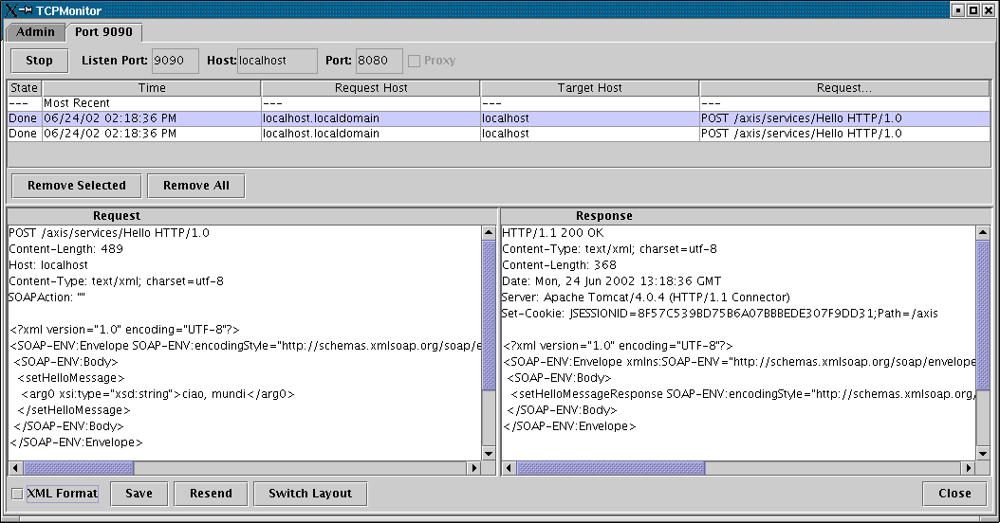 TCPMonitor
Admin Port 9090
Stop Listen Port: 9090 Host: localhost Port: 8080 Proxy
State Time Request Host Target Host Request...
--- Most Recent --- --- ---
Done 06/24/02 02:18:36 PM localhost.localdomain localhost POST /axis/services/Hello HTTP/1.0
Done 06/24/02 02:18:36 PM localhost.localdomain localhost POST /axis/services/Hello HTTP/1.0
Remove Selected Remove All
Request
POST /axis/services/Hello HTTP/1.0
Content-Length: 489
Host: localhost
Content-Type: text/xml; charset=utf-8
SOAPAction: ""
<?xml version="1.0" encoding="UTF-8"?>
<SOAP-ENV:Envelope SOAP-ENV:encodingStyle="http://schemas.xmlsoap.org/soap/e
<SOAP-ENV:Body>
<setHelloMessage>
<arg0 xsi:type="xsd:string">ciao, mundi</arg0>
</setHelloMessage>
</SOAP-ENV:Body>
</SOAP-ENV:Envelope>
Response
HTTP/1.1 200 OK
Content-Type: text/xml; charset=utf-8
Content-Length: 368
Date: Mon, 24 Jun 2002 13:18:36 GMT
Server: Apache Tomcat/4.0.4 (HTTP/1.1 Connector)
Set-Cookie: JSESSIONID=8F57C539BD75B6A07BBBEDE307F9DD31;Path=/axis
<?xml version="1.0" encoding="UTF-8"?>
<SOAP-ENV:Envelope xmlns:SOAP-ENV="http://schemas.xmlsoap.org/soap/envelope
<SOAP-ENV:Body>
<setHelloMessageResponse SOAP-ENV:encodingStyle="http://schemas.xmlsoap.org/
</SOAP-ENV:Body>
</SOAP-ENV:Envelope>
XML Format Save Resend Switch Layout Close